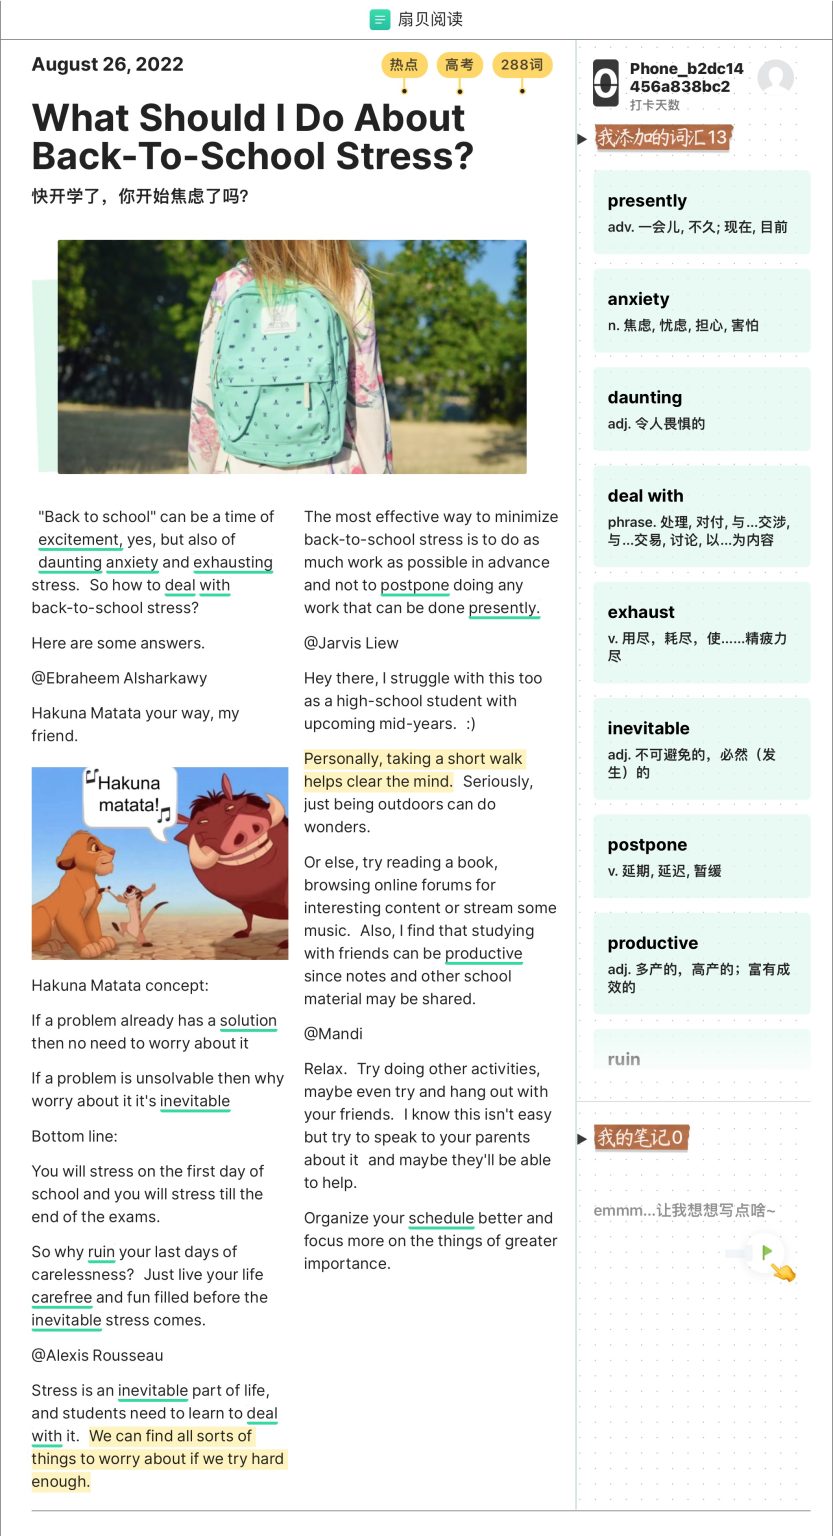 扇贝阅读
August 26, 2022
热点
高考
288词
What Should I Do About
Back-To-School Stress?
快开学了，你开始焦虑了吗?
"Back to school" can be a time of
excitement, yes, but also of
daunting anxiety and exhausting
stress. So how to deal with
back-to-school stress?
Here are some answers.
@Ebraheem Alsharkawy
Hakuna Matata your way, my
friend.
Hakuna
matata!
Hakuna Matata concept:
If a problem already has a solution
then no need to worry about it
If a problem is unsolvable then why
worry about it it's inevitable
Bottom line:
You will stress on the first day of
school and you will stress till the
end of the exams.
So why ruin your last days of
carelessness? Just live your life
carefree and fun filled before the
inevitable stress comes.
@Alexis Rousseau
Stress is an inevitable part of life,
and students need to learn to deal
with it. We can find all sorts of
things to worry about if we try hard
enough.
The most effective way to minimize
back-to-school stress is to do as
much work as possible in advance
and not to postpone doing any
work that can be done presently.
@Jarvis Liew
Hey there, I struggle with this too
as a high-school student with
upcoming mid-years. :)
Personally, taking a short walk
helps clear the mind. Seriously,
just being outdoors can do
wonders.
Or else, try reading a book,
browsing online forums for
interesting content or stream some
music. Also, I find that studying
with friends can be productive
since notes and other school
material may be shared.
@Mandi
Relax. Try doing other activities,
maybe even try and hang out with
your friends. I know this isn't easy
but try to speak to your parents
about it and maybe they'll be able
to help.
Organize your schedule better and
focus more on the things of greater
importance.
0
Phone_b2dc14
456a838bc2
打卡天数
我添加的词汇13
presently
adv. 一会儿, 不久; 现在, 目前
anxiety
n. 焦虑, 忧虑, 担心, 害怕
daunting
adj. 令人畏惧的
deal with
phrase. 处理, 对付, 与…交涉,
与…交易, 讨论, 以…为内容
exhaust
v. 用尽，耗尽，使……精疲力
尽
inevitable
adj. 不可避免的，必然（发
生）的
postpone
v. 延期, 延迟, 暂缓
productive
adj. 多产的，高产的；富有成
效的
ruin
我的笔记0
emmm…让我想想写点啥~